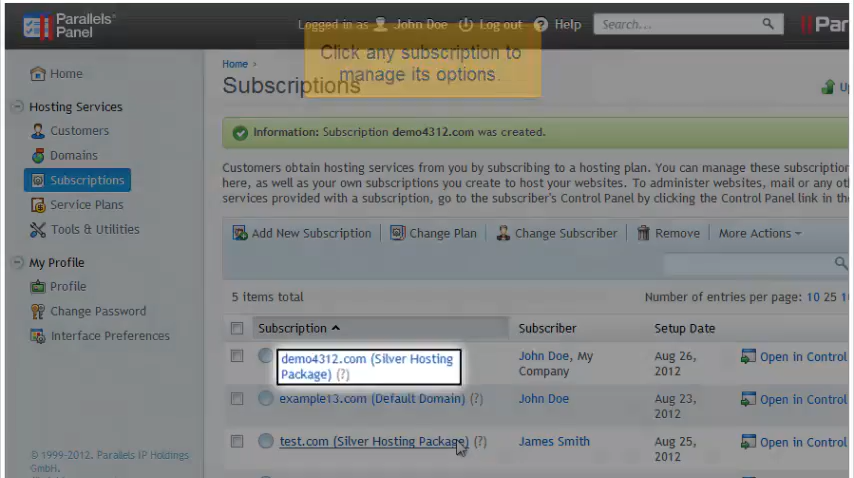 Parallels® Panel
Logged in as John Doe Log out Help Search... Par
Click any subscription to
manage its options.
Home
Hosting Services
Customers
Domains
Subscriptions
Service Plans
Tools & Utilities
My Profile
Profile
Change Password
Interface Preferences
© 1999-2012. Parallels IP Holdings
GmbH.
Home >
Subscriptions
Information: Subscription demo4312.com was created.
Customers obtain hosting services from you by subscribing to a hosting plan. You can manage these subscription
here, as well as your own subscriptions you create to host your websites. To administer websites, mail or any ot
services provided with a subscription, go to the subscriber's Control Panel by clicking the Control Panel link in the
Add New Subscription Change Plan Change Subscriber Remove More Actions
5 items total Number of entries per page: 10 25 1
Subscription Subscriber Setup Date
demo4312.com (Silver Hosting
Package) (?)
John Doe, My
Company
Aug 26,
2012
Open in Control
example13.com (Default Domain) (?) John Doe
Aug 23,
2012
Open in Control
test.com (Silver Hosting Package) (?) James Smith
Aug 25,
2012
Open in Control